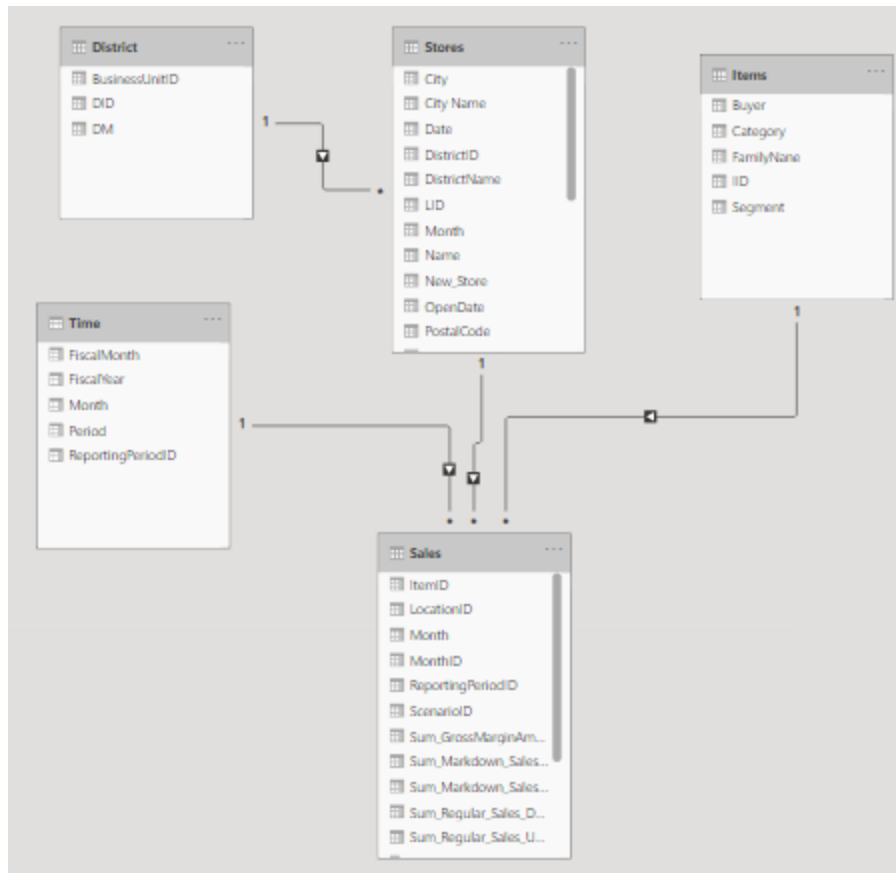 District
BusinessUnitID
DID
DM
1
*
Stores
City
City Name
Date
DistrictID
DistrictName
LID
Month
Name
New_Store
OpenDate
PostalCode
1
Items
Buyer
Category
FamilyNane
IID
Segment
1
Time
FiscalMonth
FiscalYear
Month
Period
ReportingPeriodID
1
* * *
Sales
ItemID
LocationID
Month
MonthID
ReportingPeriodID
ScenarioID
Sum_GrossMarginAm...
Sum_Markdown_Sales...
Sum_Markdown_Sales...
Sum_Regular_Sales_D...
Sum_Regular_Sales_U...